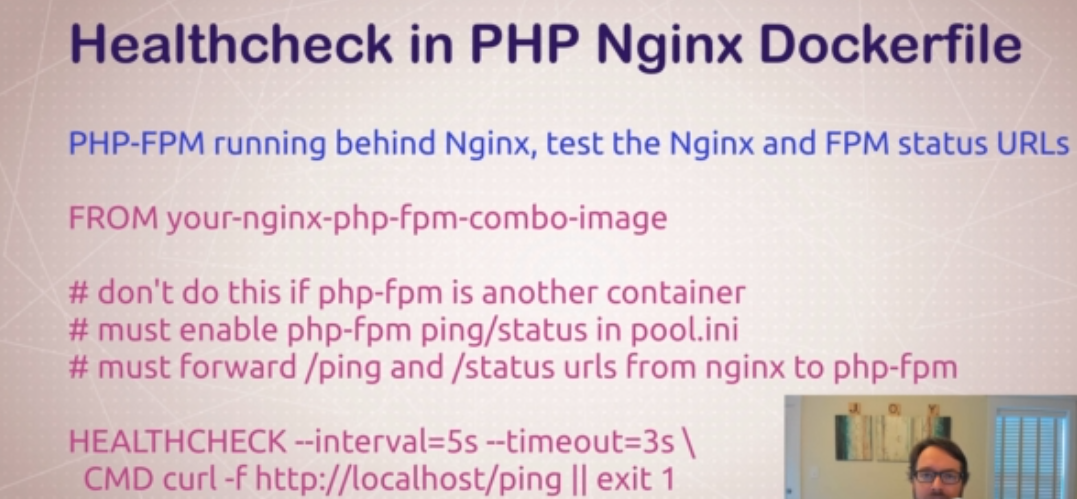 Healthcheck in PHP Nginx Dockerfile
PHP-FPM running behind Nginx, test the Nginx and FPM status URLs
FROM your-nginx-php-fpm-combo-image
# don't do this if php-fpm is another container
# must enable php-fpm ping/status in pool.ini
# must forward /ping and /status urls from nginx to php-fpm
HEALTHCHECK --interval=5s --timeout=3s \
CMD curl -f http://localhost/ping || exit 1
J O Y